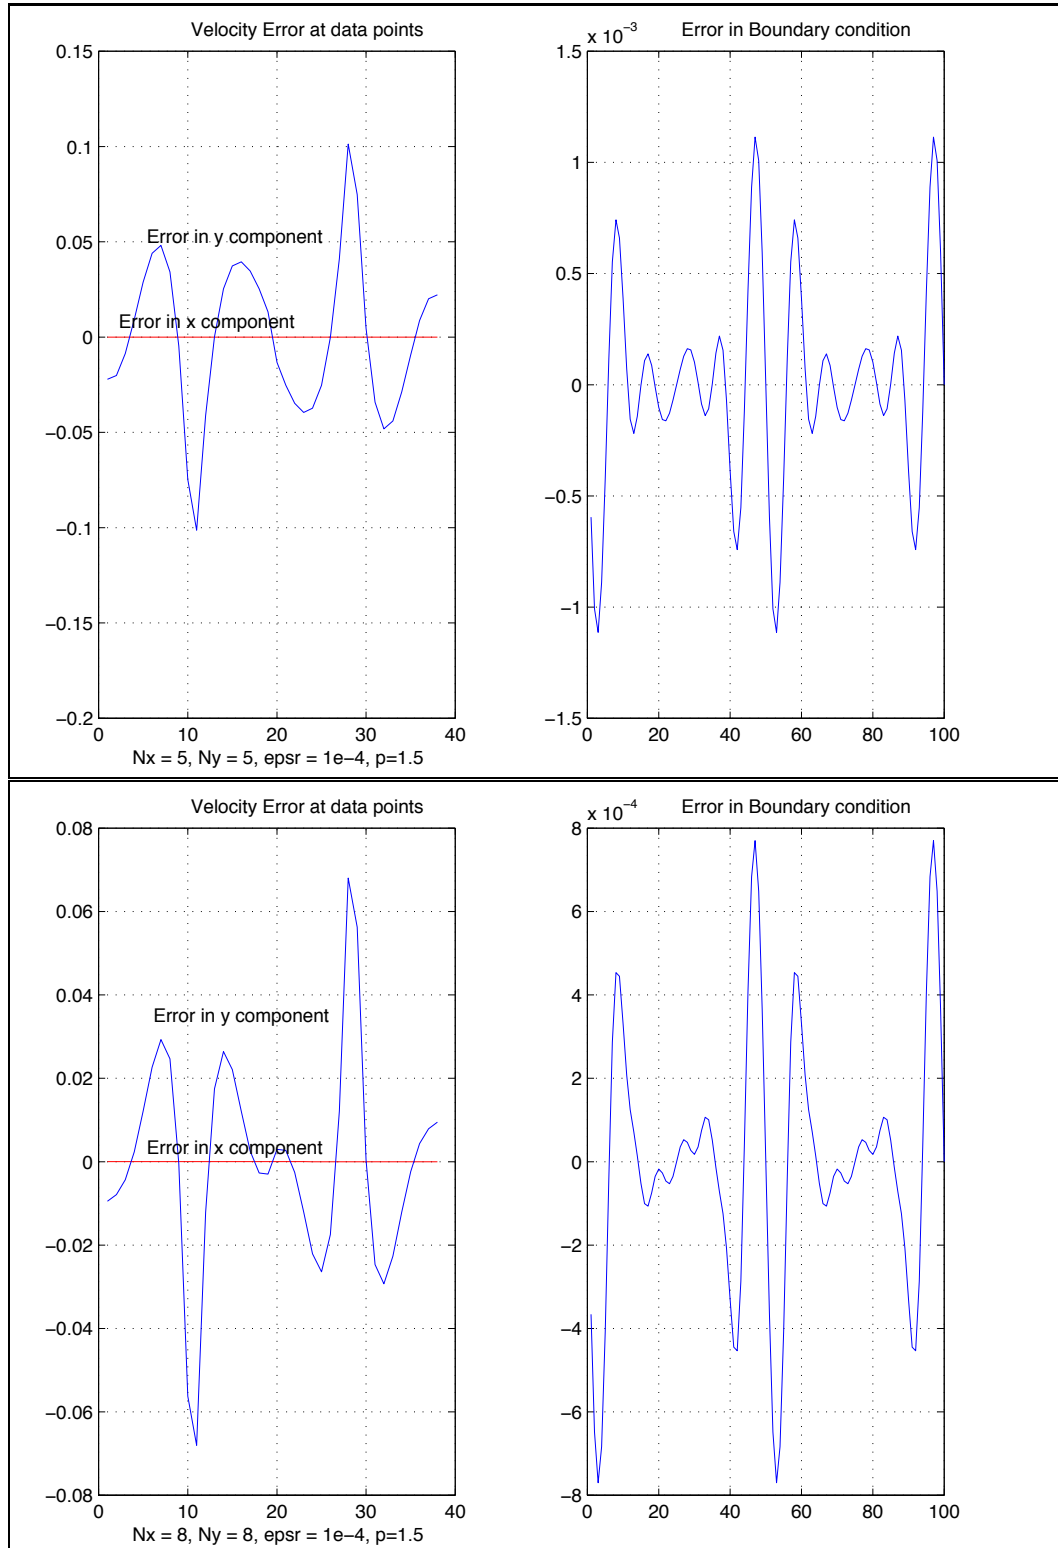 Velocity Error at data points
0.15
0.1
0.05
0
−0.05
−0.1
−0.15
−0.2
Error in y component
Error in x component
0 10 20 30 40
Nx = 5, Ny = 5, epsr = 1e−4, p=1.5
Error in Boundary condition
x 10⁻³
1.5
1
0.5
0
−0.5
−1
−1.5
0 20 40 60 80 100
Velocity Error at data points
0.08
0.06
0.04
0.02
0
−0.02
−0.04
−0.06
−0.08
Error in y component
Error in x component
0 10 20 30 40
Nx = 8, Ny = 8, epsr = 1e−4, p=1.5
Error in Boundary condition
x 10⁻⁴
8
6
4
2
0
−2
−4
−6
−8
0 20 40 60 80 100